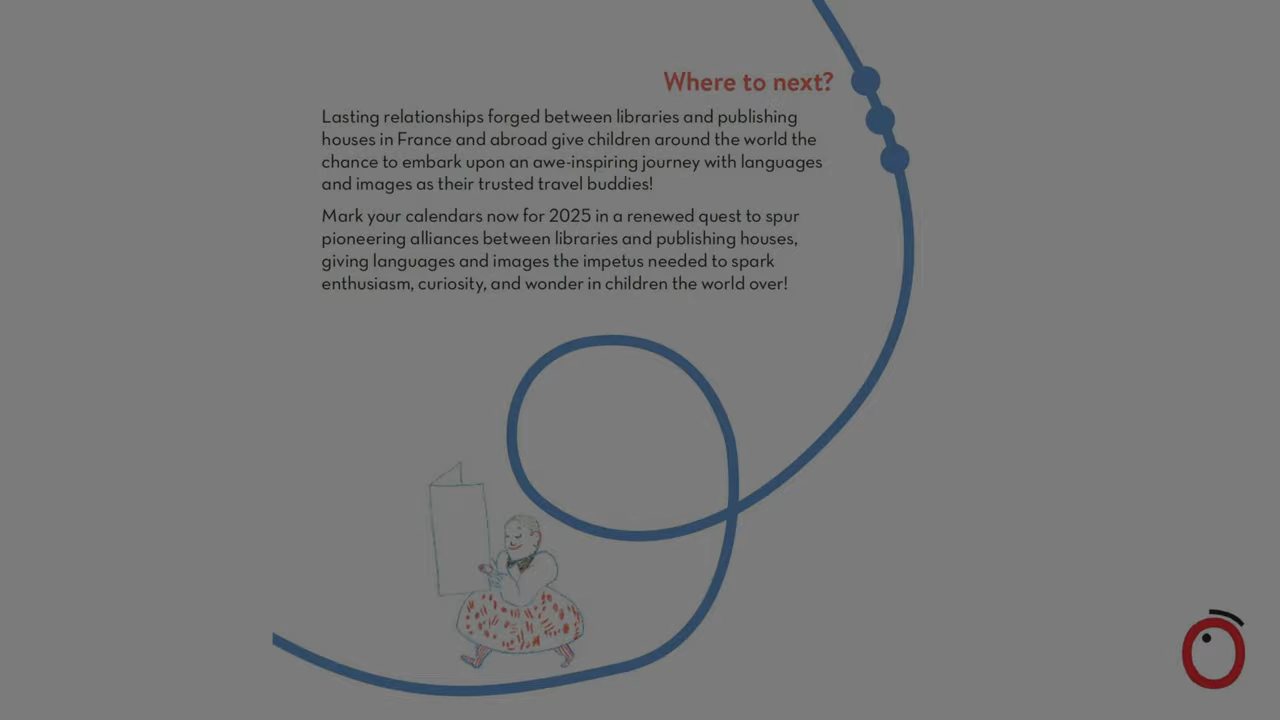 Where to next?
Lasting relationships forged between libraries and publishing
houses in France and abroad give children around the world the
chance to embark upon an awe-inspiring journey with languages
and images as their trusted travel buddies!
Mark your calendars now for 2025 in a renewed quest to spur
pioneering alliances between libraries and publishing houses,
giving languages and images the impetus needed to spark
enthusiasm, curiosity, and wonder in children the world over!